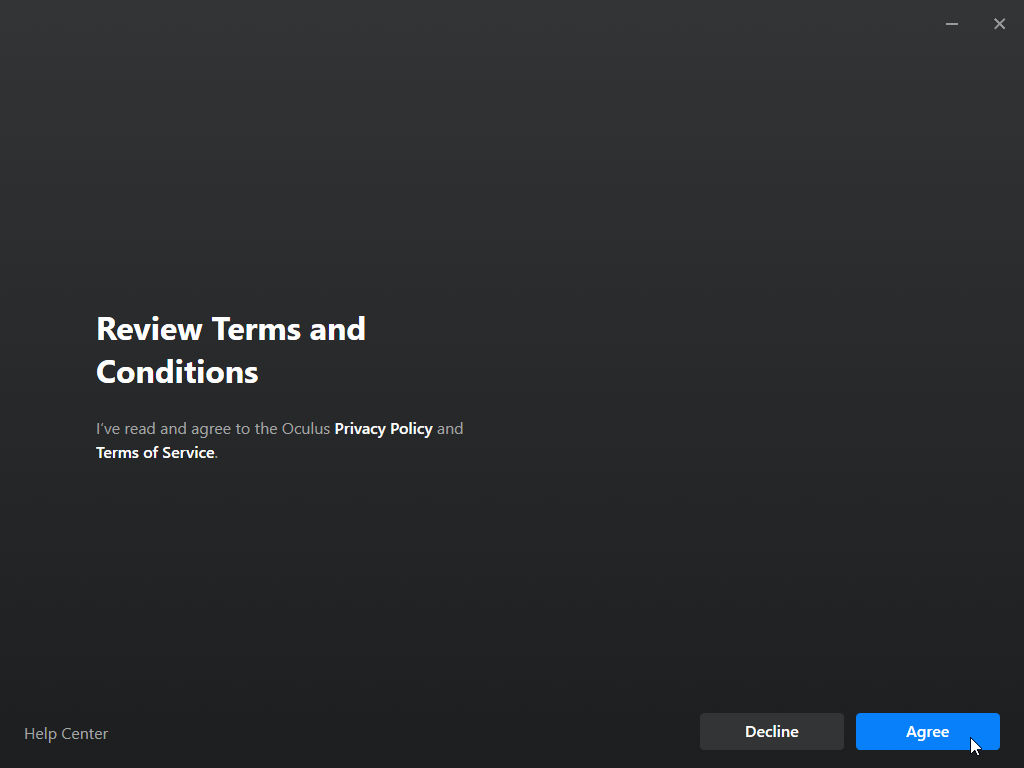 Review Terms and
Conditions
I've read and agree to the Oculus Privacy Policy and
Terms of Service.
Help Center
Decline
Agree